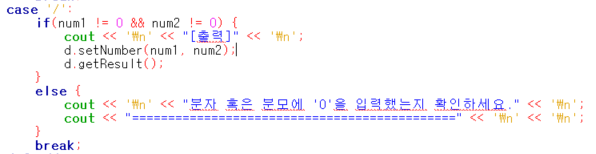 case '/':
if(num1 != 0 && num2 != 0) {
cout << '₩n' << "[출력]" << '₩n';
d.setNumber(num1, num2);
d.getResult();
}
else {
cout << '₩n' << "문자 혹은 분모에 '0'을 입력했는지 확인하세요." << '₩n';
cout << "=============================================" << '₩n' << '₩n';
}
break;